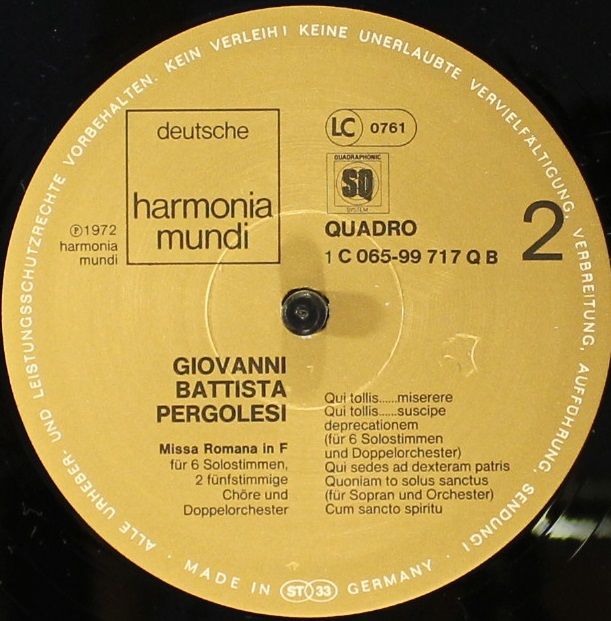 ALLE URHEBER- UND LEISTUNGSSCHUTZRECHTE VORBEHALTEN. KEIN VERLEIH! KEINE UNERLAUBTE VERVIELFÄLTIGUNG, VERBREITUNG, AUFFÜHRUNG, SENDUNG!
deutsche
harmonia
mundi
Ⓟ1972
harmonia
mundi
LC 0761
QUADRAPHONIC
SQ
SYSTEM
QUADRO
1 C 065-99 717 Q B
2
GIOVANNI
BATTISTA
PERGOLESI
Missa Romana in F
für 6 Solostimmen,
2 fünfstimmige
Chöre und
Doppelorchester
Qui tollis......miserere
Qui tollis......suscipe
deprecationem
(für 6 Solostimmen
und Doppelorchester)
Qui sedes ad dexteram patris
Quoniam to solus sanctus
(für Sopran und Orchester)
Cum sancto spiritu
· MADE IN ST 33 GERMANY ·